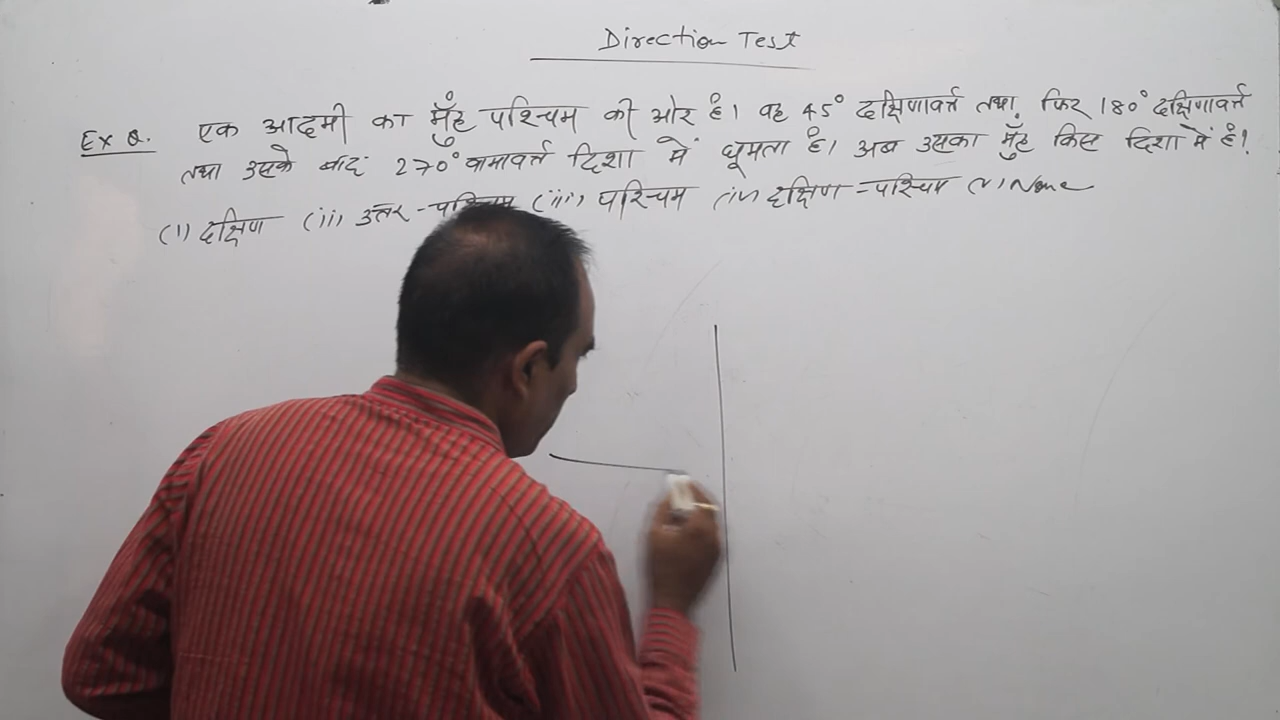 Direction Test
Ex Q. एक आदमी का मुँह पश्चिम की ओर है। वह 45° दक्षिणावर्त्त तथा फिर 180° दक्षिणावर्त्त
तथा उसके बाद 270° वामावर्त्त दिशा में घूमता है। अब उसका मुँह किस दिशा में है?
(i) दक्षिण (ii) उत्तर-पश्चिम (iii) पश्चिम (iv) दक्षिण-पश्चिम (v) None